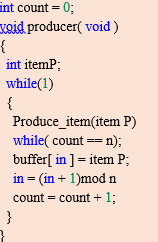 int count = 0;
void producer( void )
{
int itemP;
while(1)
{
Produce_item(item P)
while( count == n);
buffer[ in ] = item P;
in = (in + 1)mod n
count = count + 1;
}
}